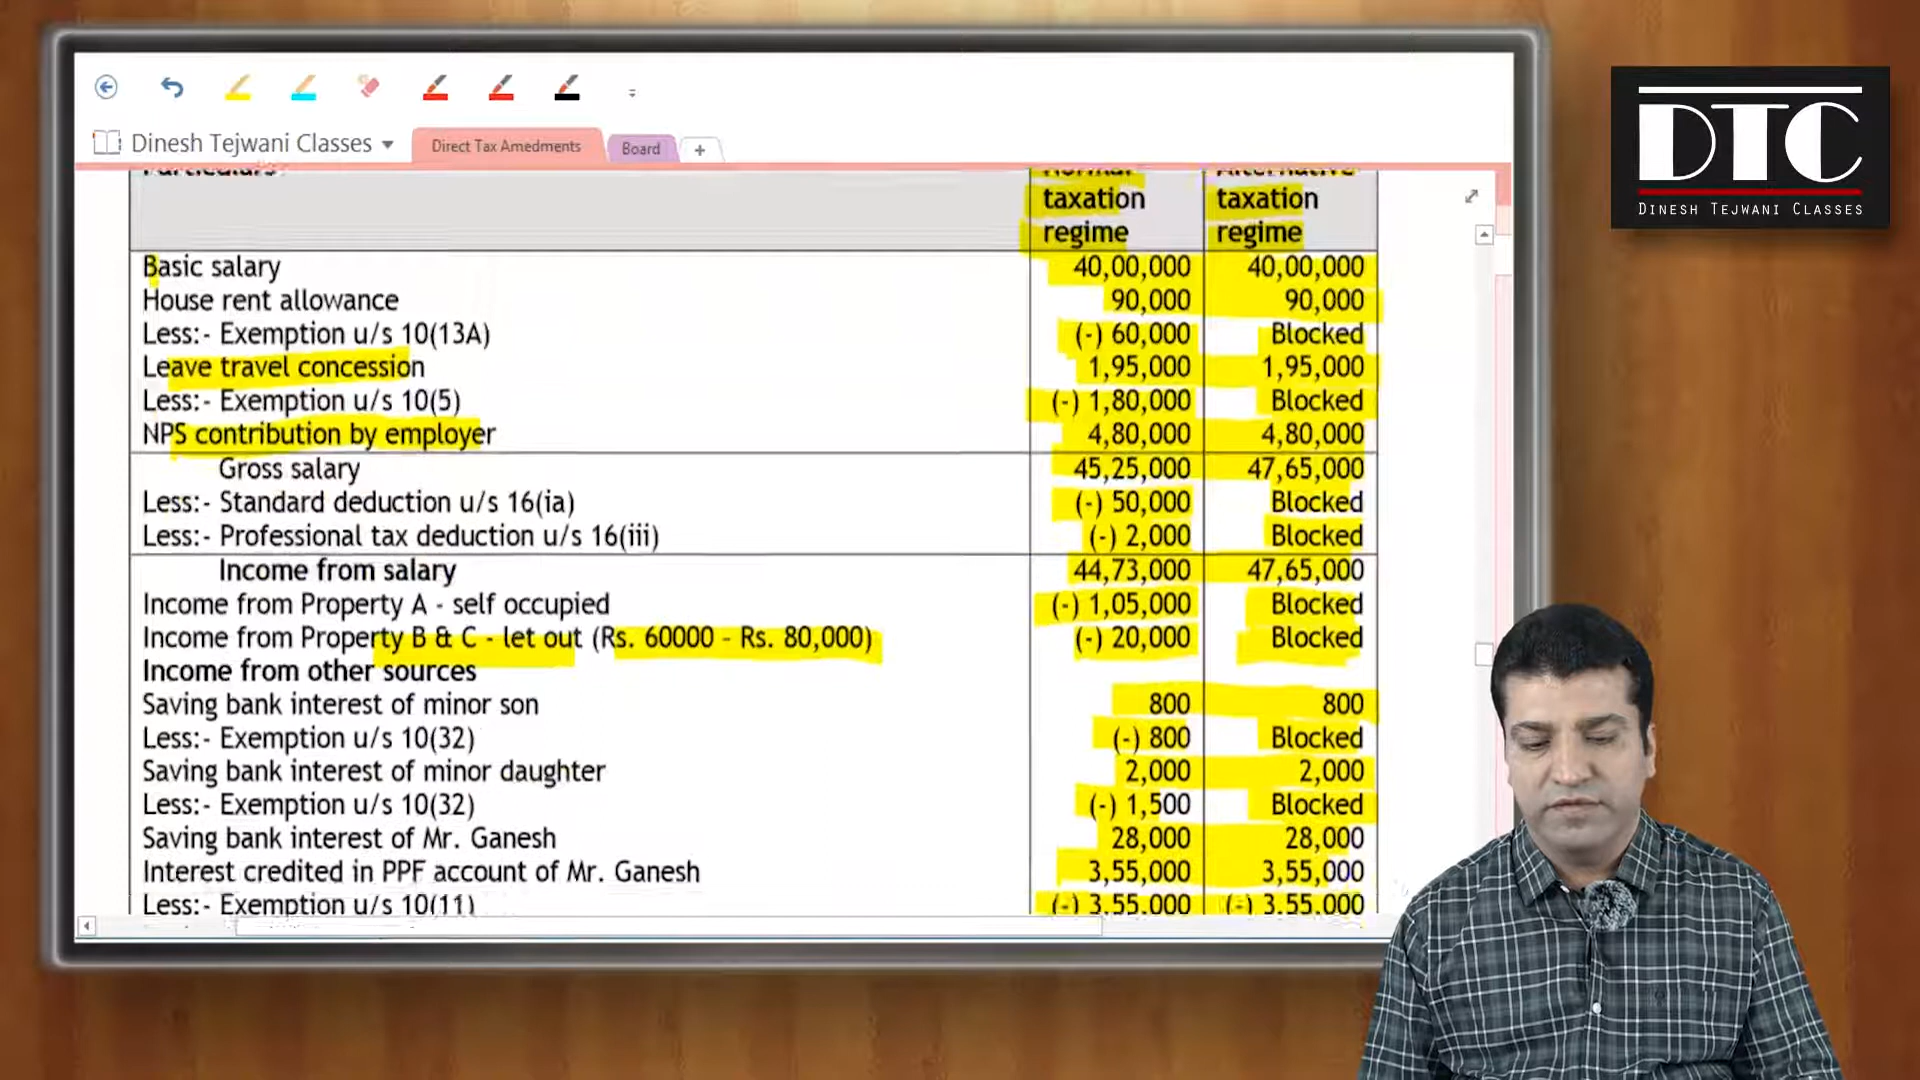 DTC
DINESH TEJWANI CLASSES
Dinesh Tejwani Classes
Direct Tax Amedments
Board
+
Particulars Normal taxation regime Alternative taxation regime
Basic salary 40,00,000 40,00,000
House rent allowance 90,000 90,000
Less:- Exemption u/s 10(13A) (-) 60,000 Blocked
Leave travel concession 1,95,000 1,95,000
Less:- Exemption u/s 10(5) (-) 1,80,000 Blocked
NPS contribution by employer 4,80,000 4,80,000
Gross salary 45,25,000 47,65,000
Less:- Standard deduction u/s 16(ia) (-) 50,000 Blocked
Less:- Professional tax deduction u/s 16(iii) (-) 2,000 Blocked
Income from salary 44,73,000 47,65,000
Income from Property A - self occupied (-) 1,05,000 Blocked
Income from Property B & C - let out (Rs. 60000 - Rs. 80,000) (-) 20,000 Blocked
Income from other sources
Saving bank interest of minor son 800 800
Less:- Exemption u/s 10(32) (-) 800 Blocked
Saving bank interest of minor daughter 2,000 2,000
Less:- Exemption u/s 10(32) (-) 1,500 Blocked
Saving bank interest of Mr. Ganesh 28,000 28,000
Interest credited in PPF account of Mr. Ganesh 3,55,000 3,55,000
Less:- Exemption u/s 10(11) (-) 3,55,000 (-) 3,55,000